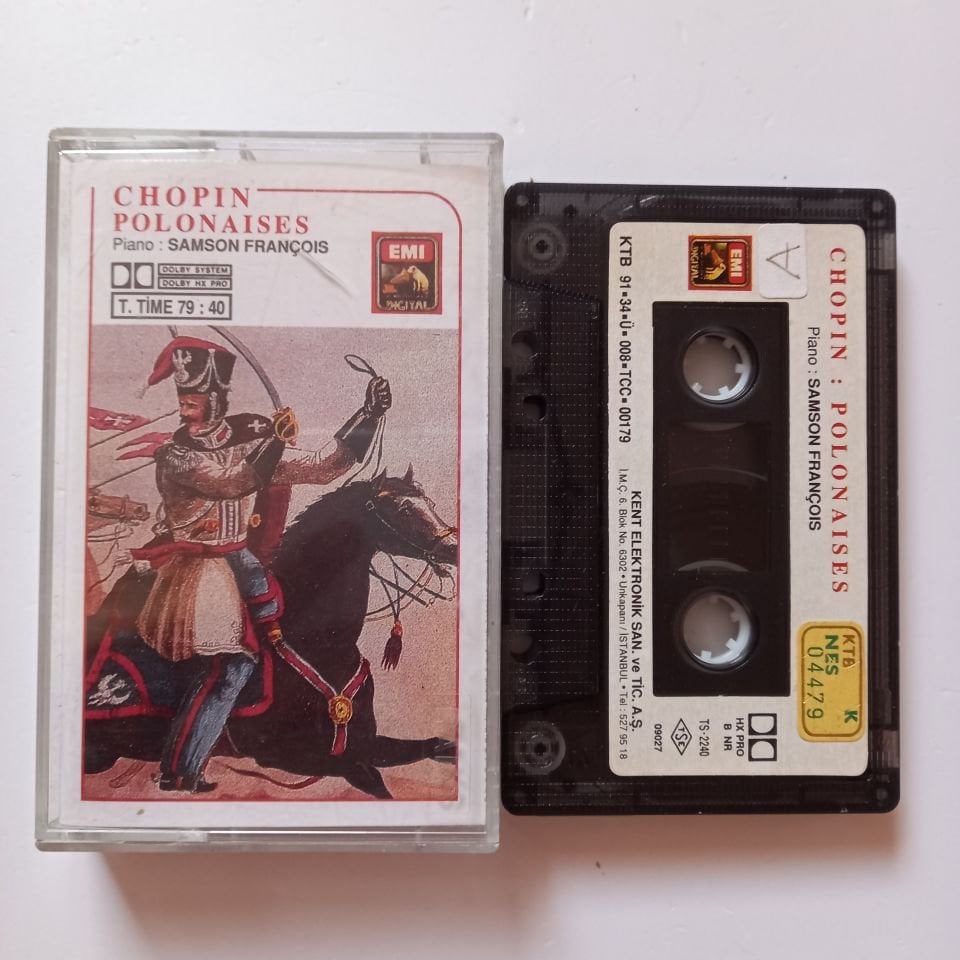 CHOPIN
POLONAISES
Piano : SAMSON FRANÇOIS
DOLBY SYSTEM
DOLBY HX PRO
T. TİME 79 : 40
EMI
DIGITAL
CHOPIN : POLONAISES
Piano : SAMSON FRANÇOIS
A
EMI
DIGITAL
KTB 91▪34▪Ü▪ 008▪TCC▪ 00179
KENT ELEKTRONİK SAN. ve TİC. A.Ş.
İ.M.Ç. 6. Blok No. 6302 • Unkapanı / İSTANBUL • Tel : 527 95 18
HX PRO
B NR
TS-2240
TSE
09027
KTB K
NES
04479